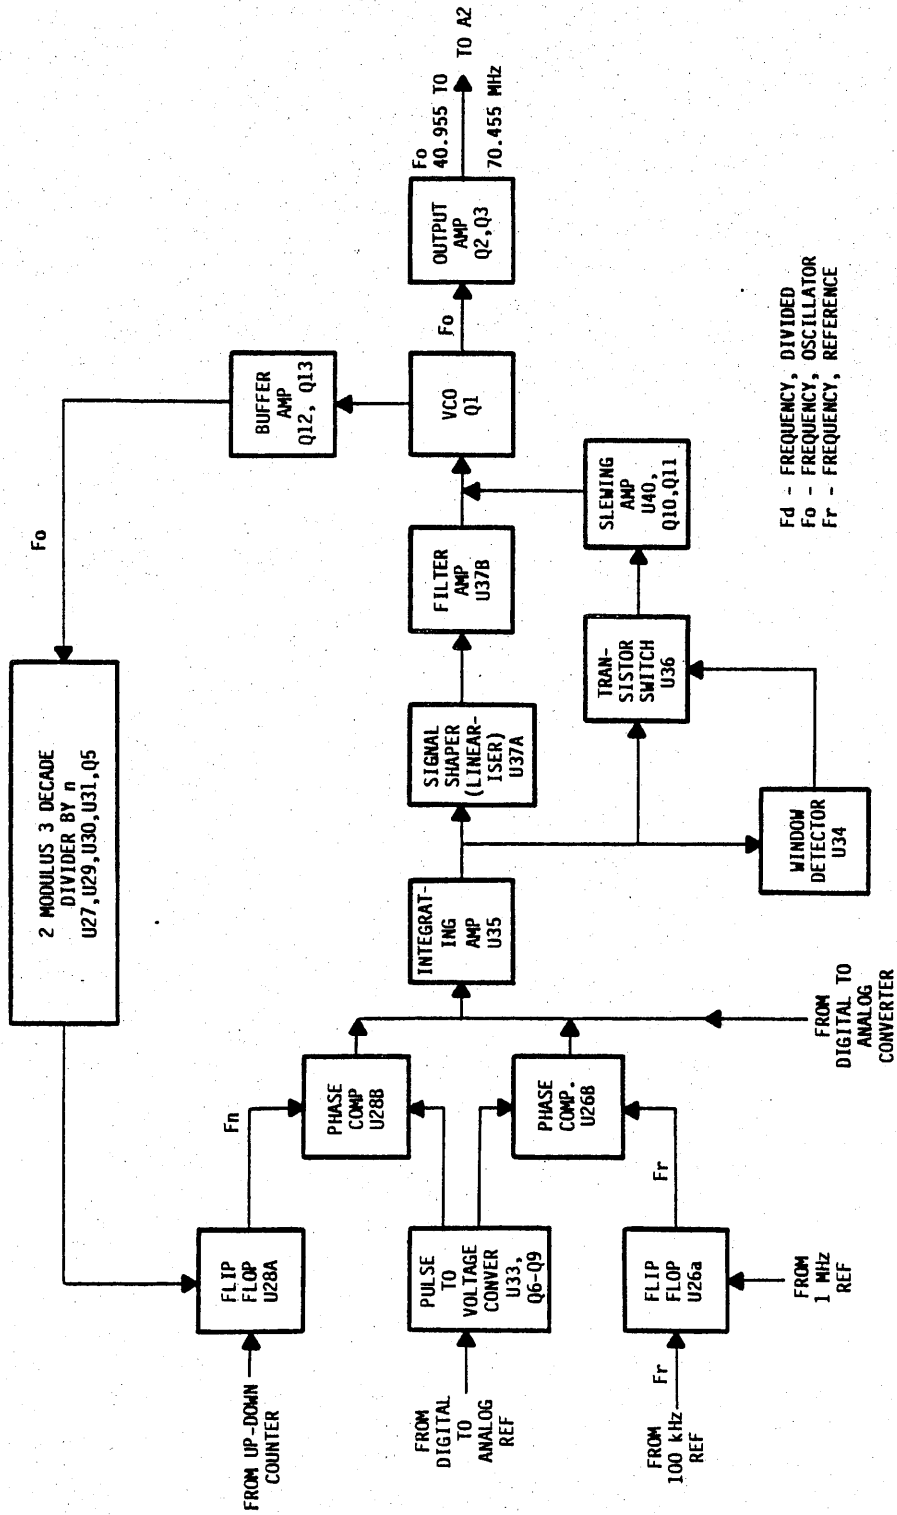 Fo
2 MODULUS 3 DECADE
DIVIDER BY n
U27,U29,U30,U31,Q5
BUFFER
AMP
Q12, Q13
Fn
FROM UP-DOWN
COUNTER
FLIP
FLOP
U28A
PHASE
COMP
U28B
FROM
DIGITAL
TO
ANALOG
REF
PULSE
TO
VOLTAGE
CONVER
U33,
Q6-Q9
PHASE
COMP.
U26B
INTEGRAT-
ING
AMP
U35
SIGNAL
SHAPER
(LINEAR-
ISER)
U37A
FILTER
AMP
U37B
VCO
Q1
Fo
OUTPUT
AMP
Q2,Q3
Fo
40.955 TO
70.455 MHz
TO A2
FROM
100 kHz
REF
Fr
FLIP
FLOP
U26a
Fr
FROM
1 MHz
REF
FROM
DIGITAL TO
ANALOG
CONVERTER
WINDOW
DETECTOR
U34
TRAN-
SISTOR
SWITCH
U36
SLEWING
AMP
U40,
Q10,Q11
Fd - FREQUENCY, DIVIDED
Fo - FREQUENCY, OSCILLATOR
Fr - FREQUENCY, REFERENCE